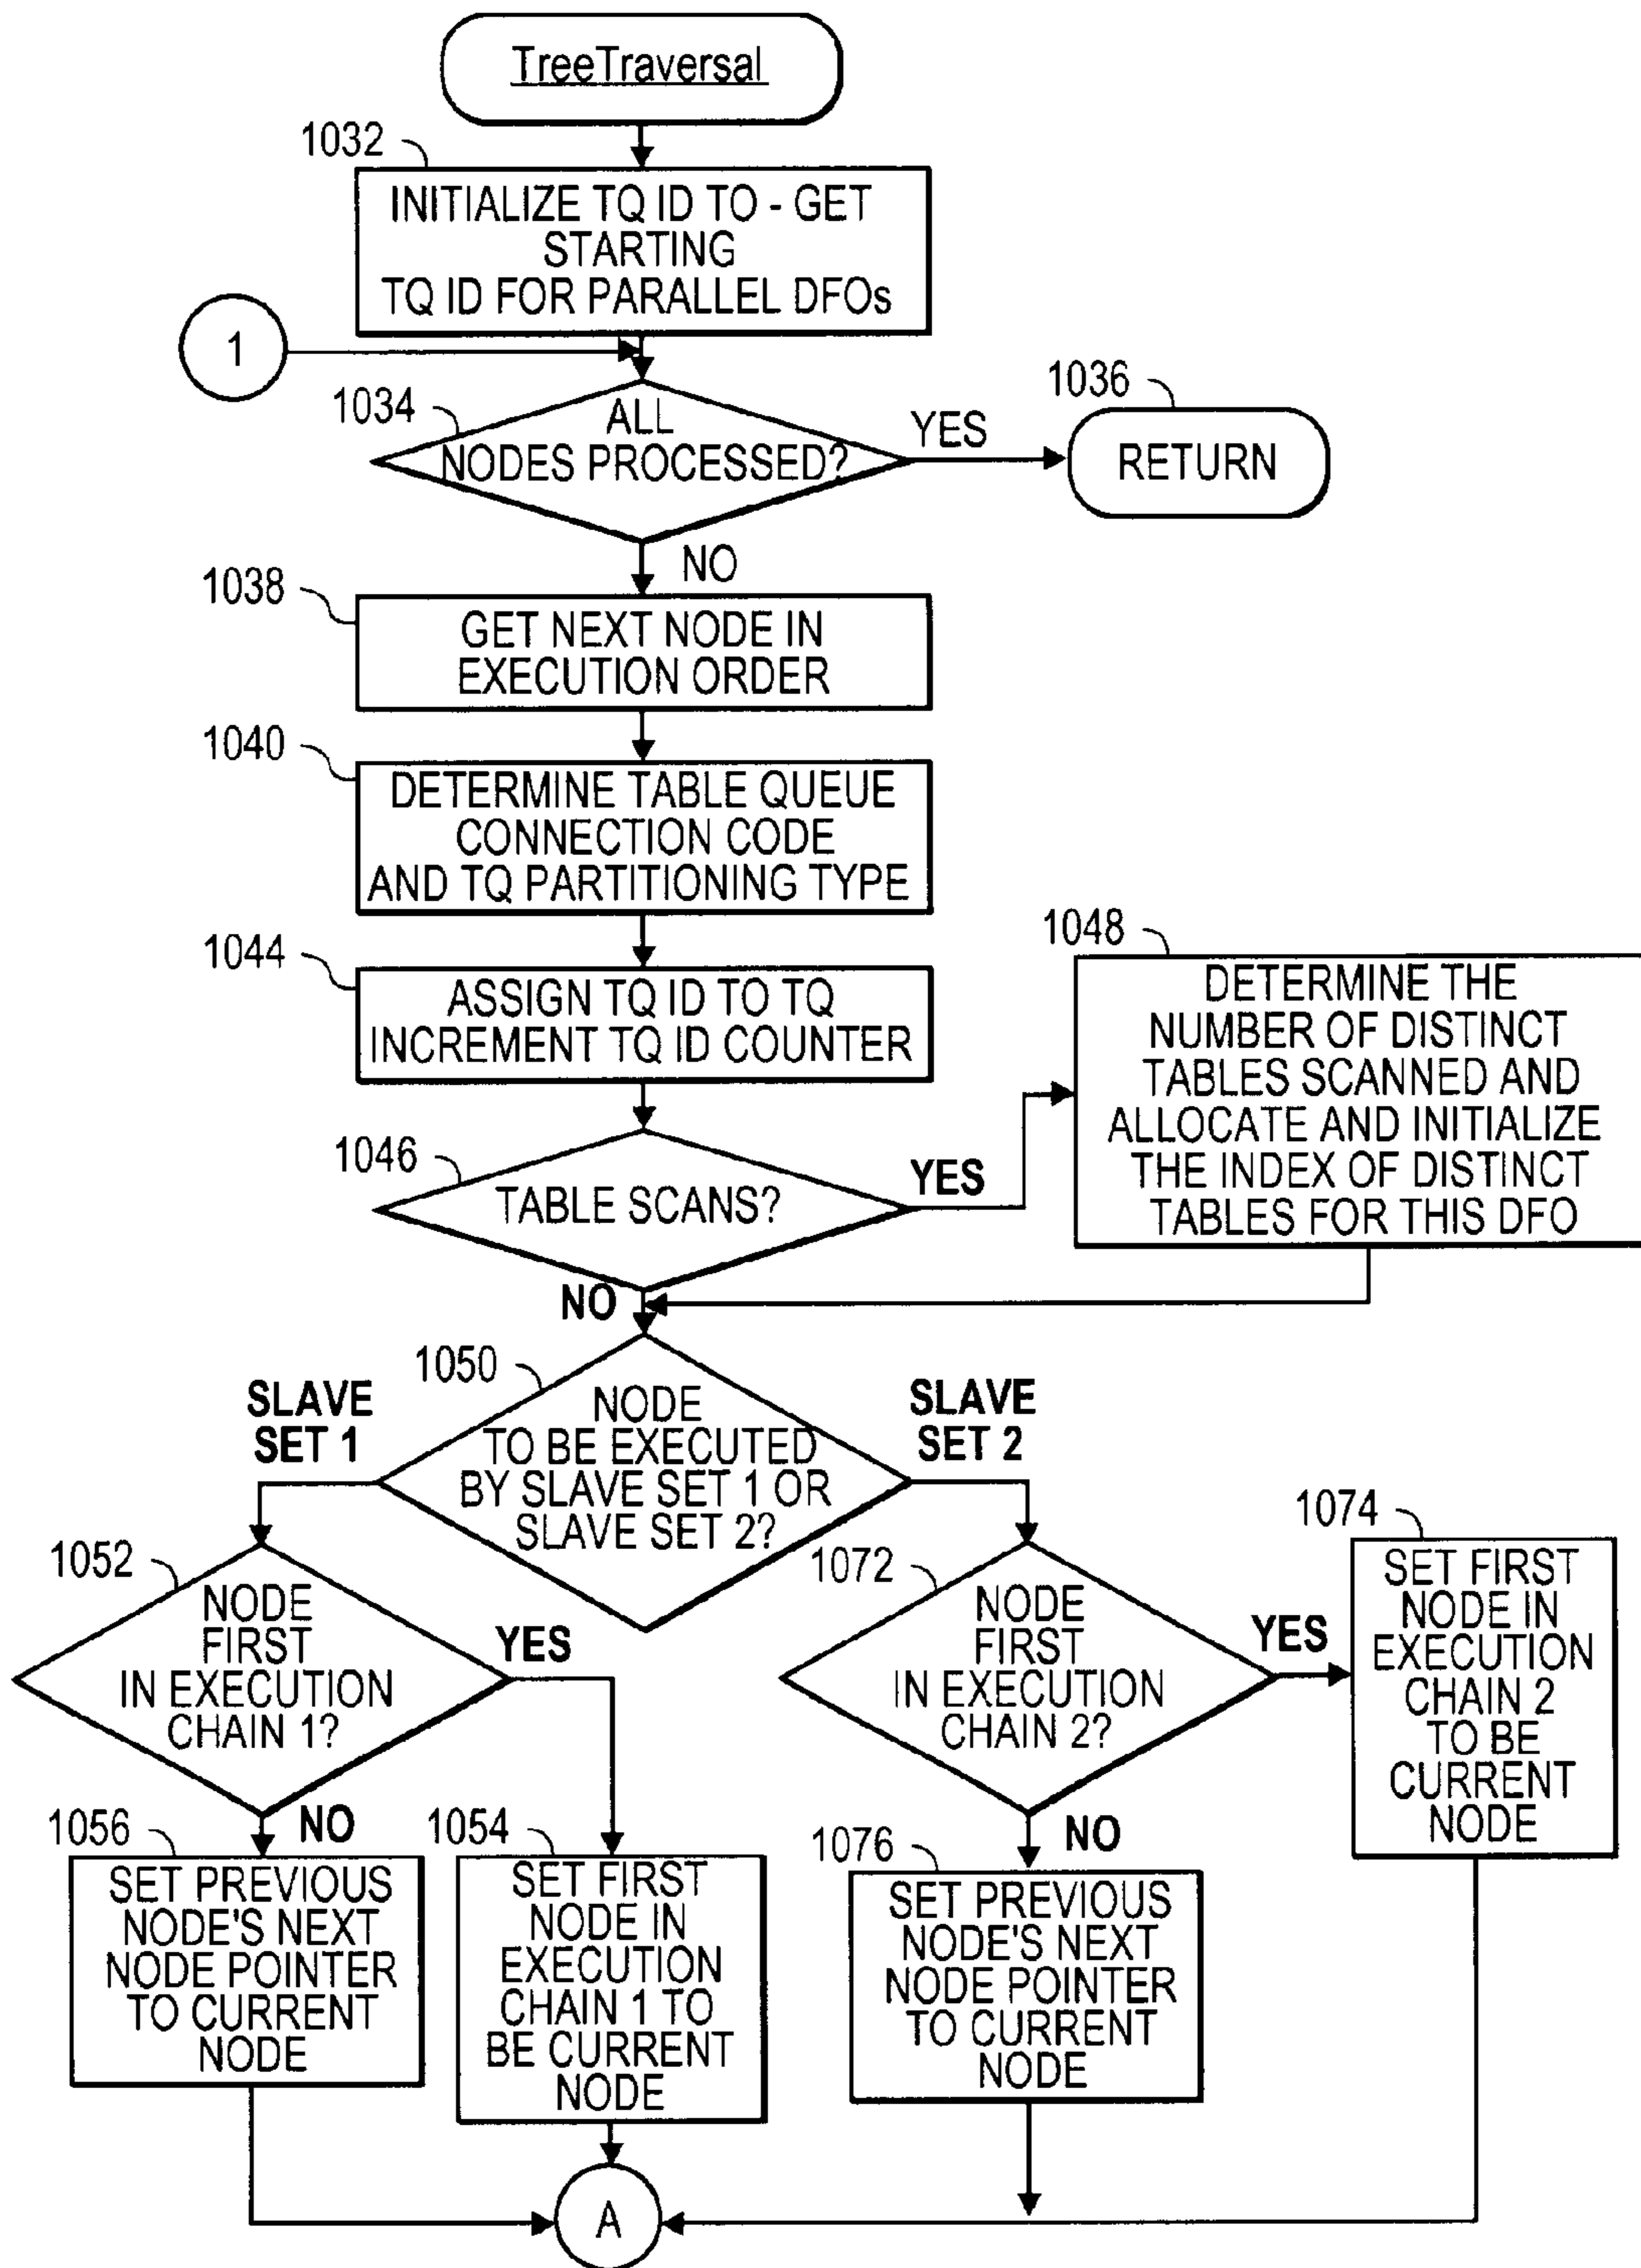 TreeTraversal
1032
INITIALIZE TQ ID TO - GET
STARTING
TQ ID FOR PARALLEL DFOs
1
1034
ALL
NODES PROCESSED?
YES
1036
RETURN
NO
1038
GET NEXT NODE IN
EXECUTION ORDER
1040
DETERMINE TABLE QUEUE
CONNECTION CODE
AND TQ PARTITIONING TYPE
1044
ASSIGN TQ ID TO TQ
INCREMENT TQ ID COUNTER
1046
TABLE SCANS?
YES
1048
DETERMINE THE
NUMBER OF DISTINCT
TABLES SCANNED AND
ALLOCATE AND INITIALIZE
THE INDEX OF DISTINCT
TABLES FOR THIS DFO
NO
1050
NODE
TO BE EXECUTED
BY SLAVE SET 1 OR
SLAVE SET 2?
SLAVE
SET 1
SLAVE
SET 2
1052
NODE
FIRST
IN EXECUTION
CHAIN 1?
YES
NO
1056
SET PREVIOUS
NODE'S NEXT
NODE POINTER
TO CURRENT
NODE
1054
SET FIRST
NODE IN
EXECUTION
CHAIN 1 TO
BE CURRENT
NODE
1072
NODE
FIRST
IN EXECUTION
CHAIN 2?
YES
NO
1074
SET FIRST
NODE IN
EXECUTION
CHAIN 2
TO BE
CURRENT
NODE
1076
SET PREVIOUS
NODE'S NEXT
NODE POINTER
TO CURRENT
NODE
A